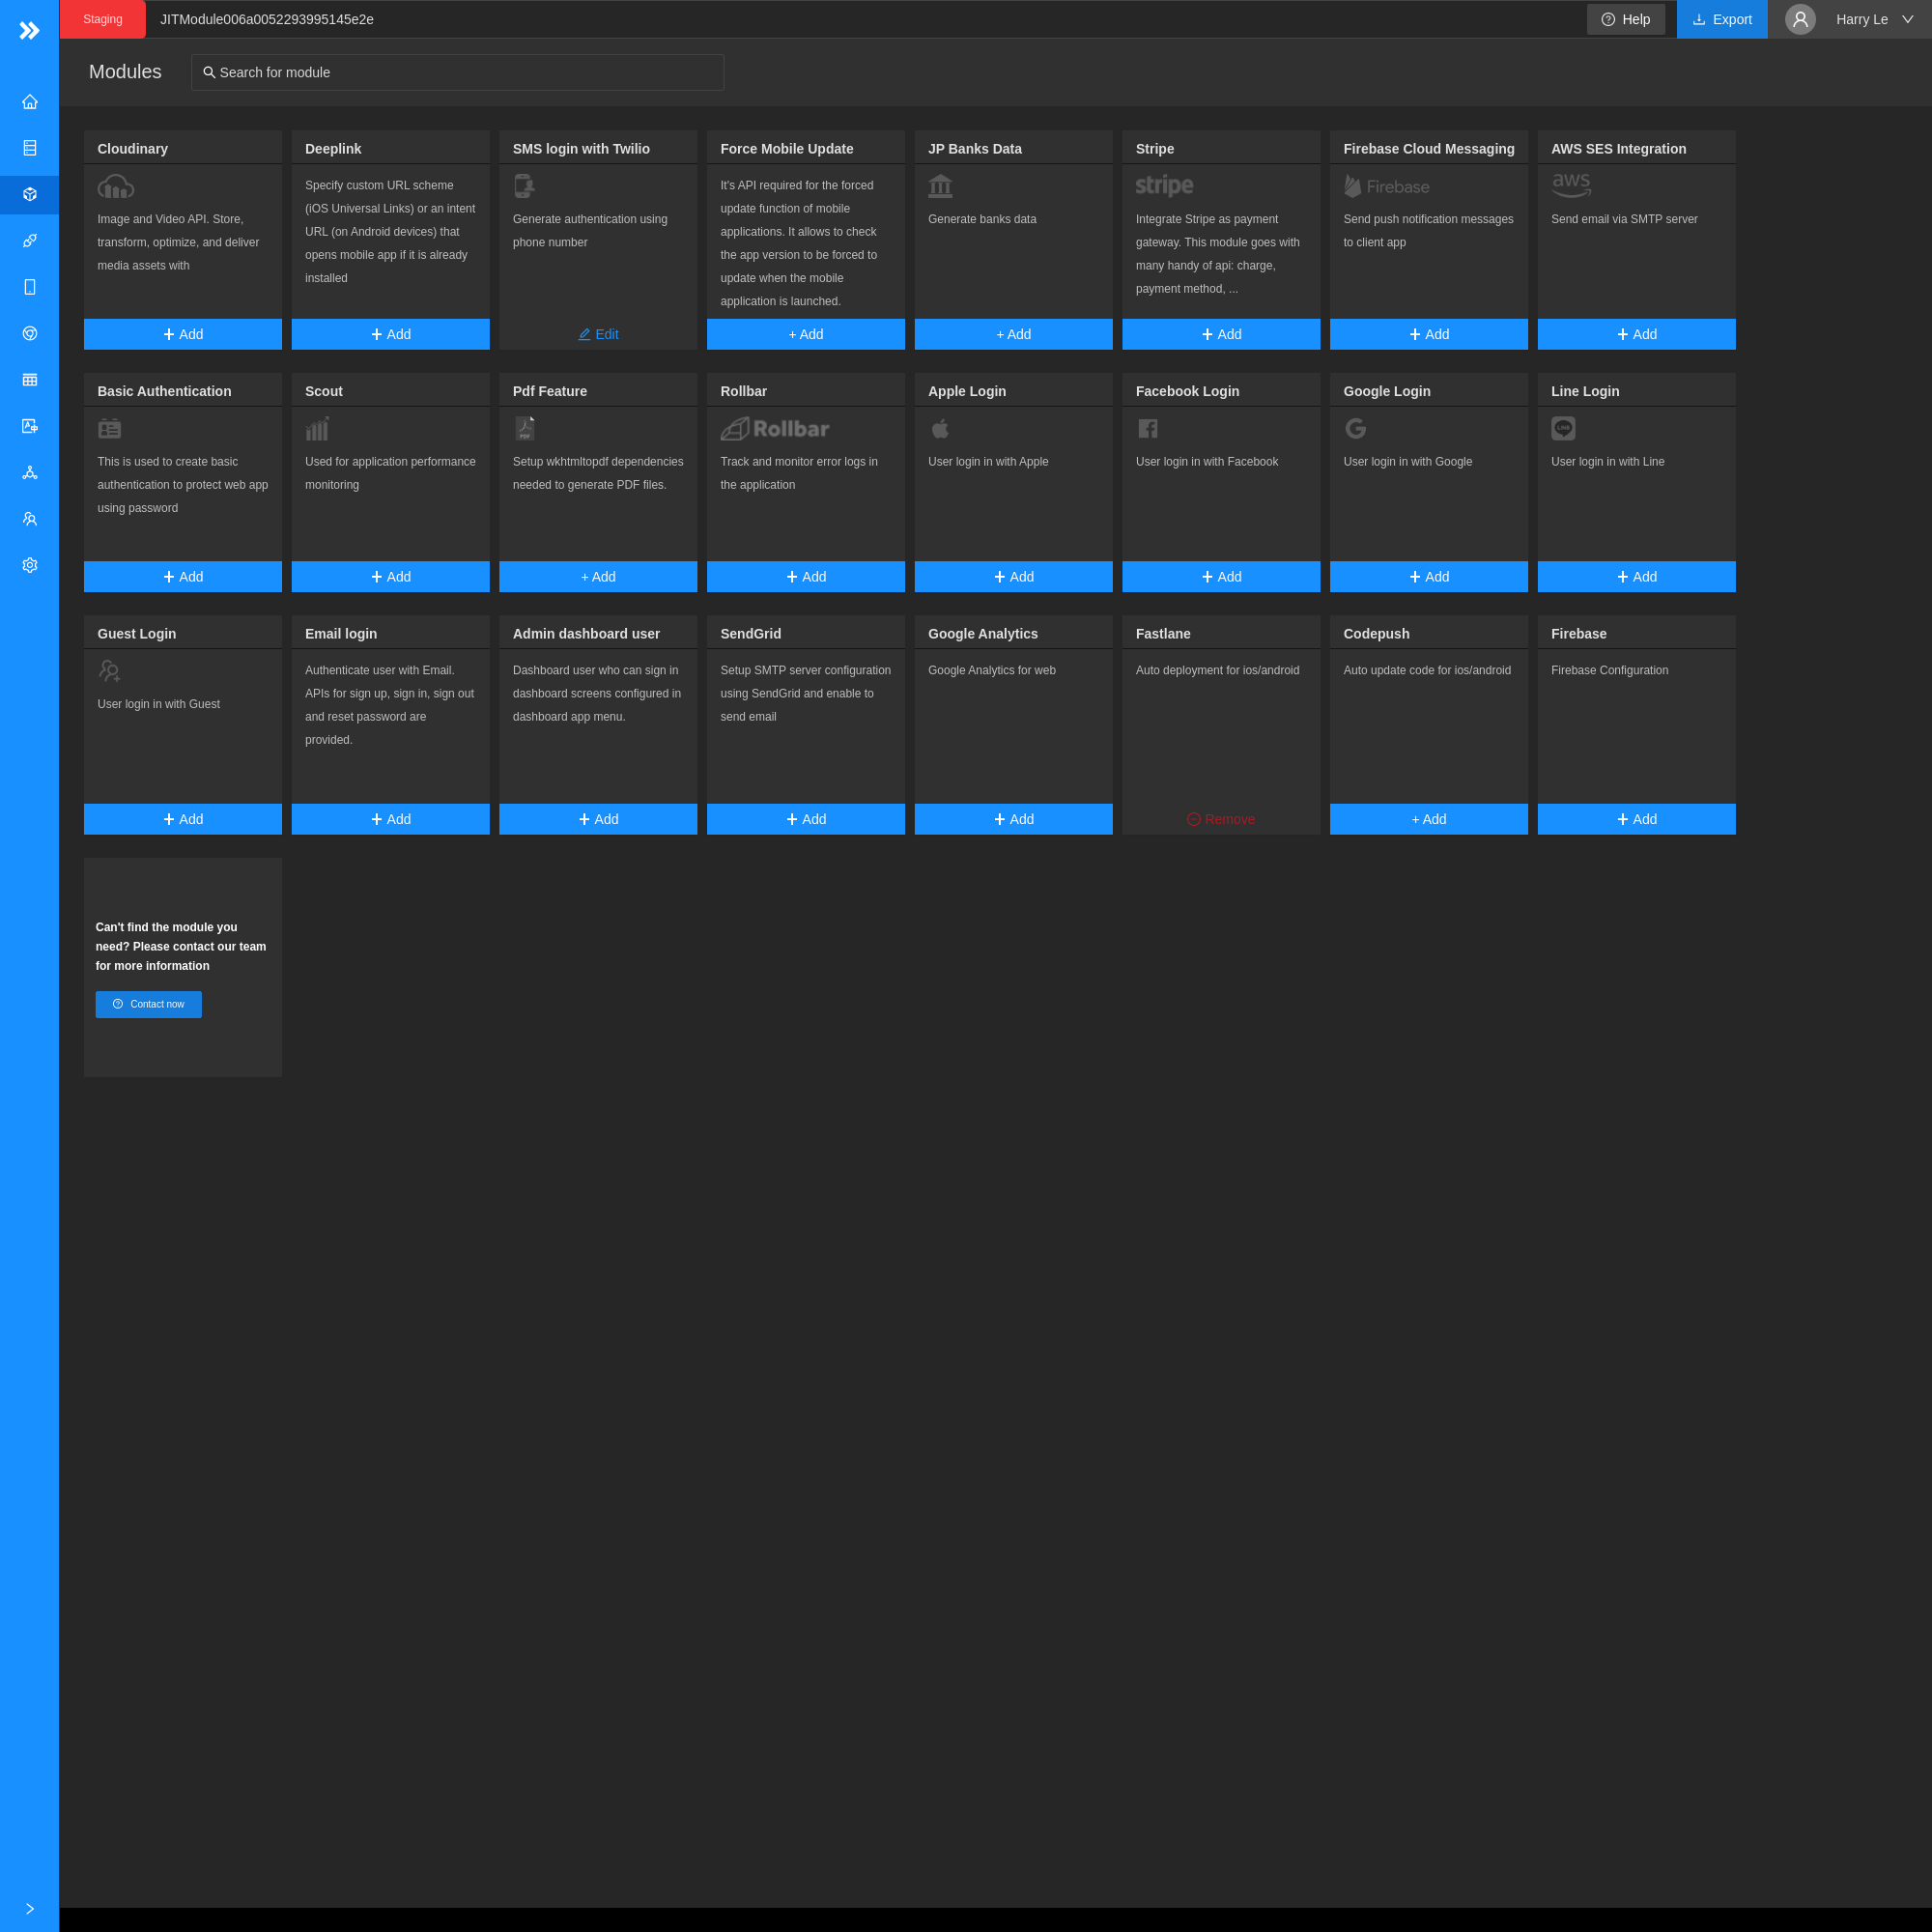 Staging
JITModule006a0052293995145e2e
Help
Export
Harry Le
Modules
Search for module
Cloudinary
Image and Video API. Store,
transform, optimize, and deliver
media assets with
Add
Deeplink
Specify custom URL scheme
(iOS Universal Links) or an intent
URL (on Android devices) that
opens mobile app if it is already
installed
Add
SMS login with Twilio
Generate authentication using
phone number
Edit
Force Mobile Update
It's API required for the forced
update function of mobile
applications. It allows to check
the app version to be forced to
update when the mobile
application is launched.
+ Add
JP Banks Data
Generate banks data
+ Add
Stripe
stripe
Integrate Stripe as payment
gateway. This module goes with
many handy of api: charge,
payment method, ...
Add
Firebase Cloud Messaging
Firebase
Send push notification messages
to client app
Add
AWS SES Integration
aws
Send email via SMTP server
Add
Basic Authentication
This is used to create basic
authentication to protect web app
using password
Add
Scout
Used for application performance
monitoring
Add
Pdf Feature
PDF
Setup wkhtmltopdf dependencies
needed to generate PDF files.
+ Add
Rollbar
Rollbar
Track and monitor error logs in
the application
Add
Apple Login
User login in with Apple
Add
Facebook Login
User login in with Facebook
Add
Google Login
User login in with Google
Add
Line Login
LINE
User login in with Line
Add
Guest Login
User login in with Guest
Add
Email login
Authenticate user with Email.
APIs for sign up, sign in, sign out
and reset password are
provided.
Add
Admin dashboard user
Dashboard user who can sign in
dashboard screens configured in
dashboard app menu.
Add
SendGrid
Setup SMTP server configuration
using SendGrid and enable to
send email
Add
Google Analytics
Google Analytics for web
Add
Fastlane
Auto deployment for ios/android
Remove
Codepush
Auto update code for ios/android
+ Add
Firebase
Firebase Configuration
Add
Can't find the module you
need? Please contact our team
for more information
Contact now